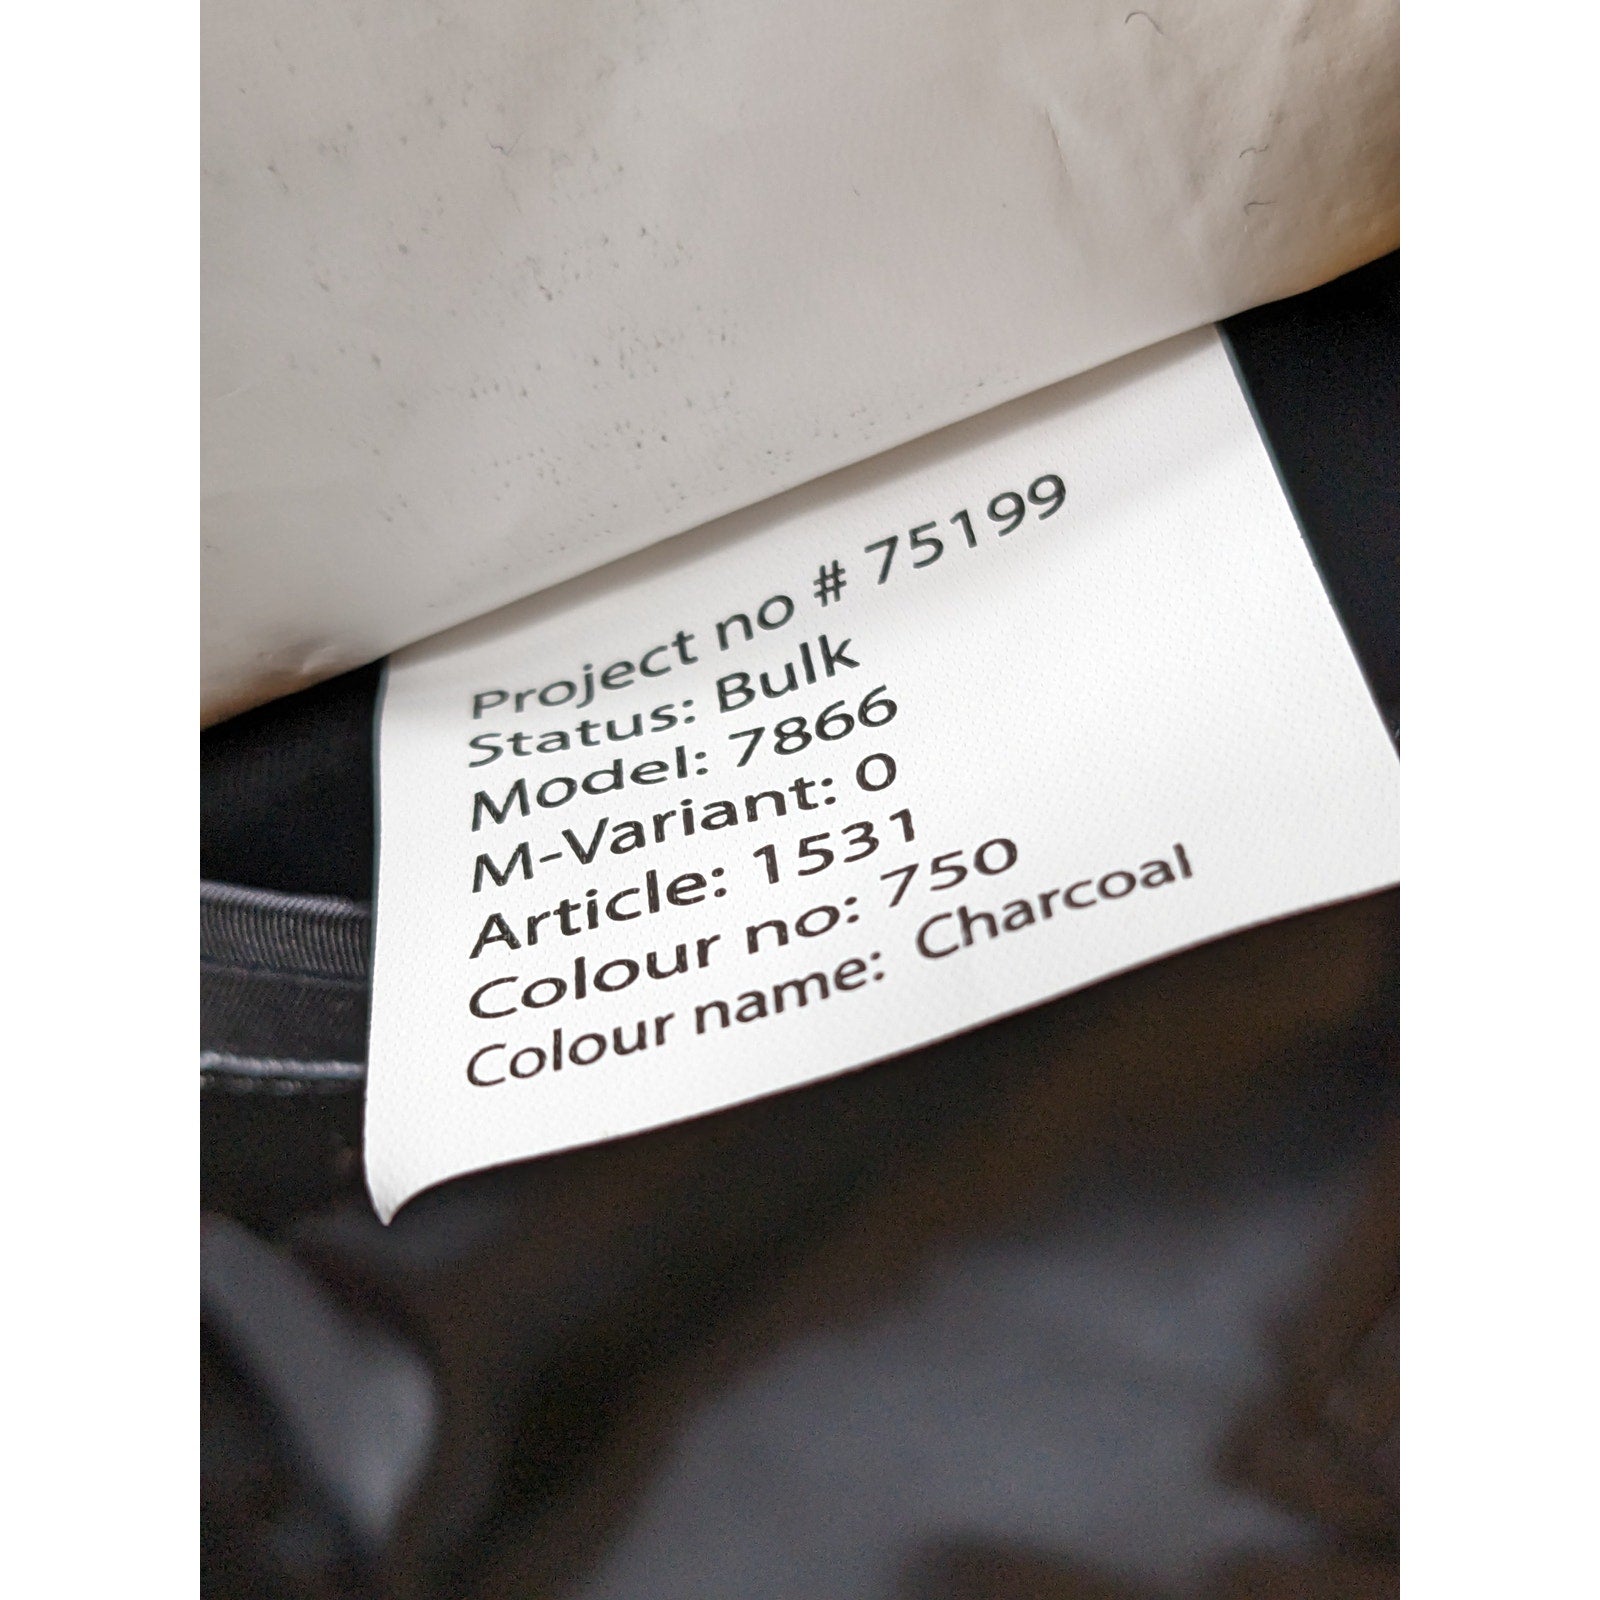 Project no # 75199
Status: Bulk
Model: 7866
M-Variant: 0
Article: 1531
Colour no: 750
Colour name: Charcoal